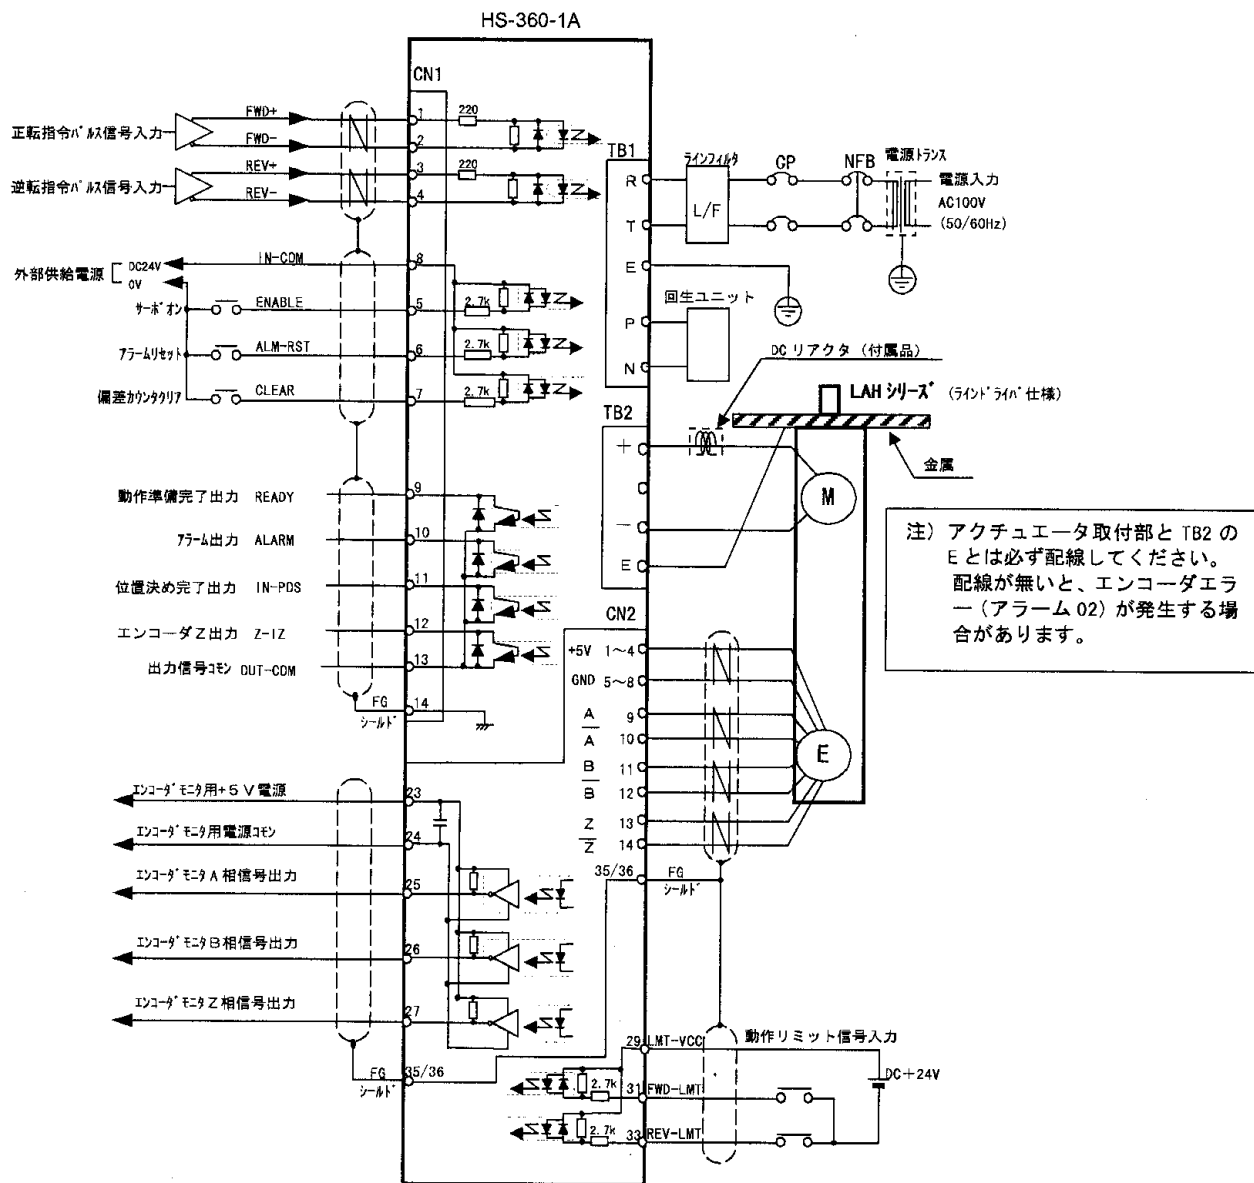 HS-360-1A
CN1
正転指令パルス信号入力
FWD+
FWD-
1
2
220
逆転指令パルス信号入力
REV+
REV-
3
4
220
外部供給電源
DC24V
0V
IN-COM
8
サーボオン
ENABLE
5
2.7k
アラームリセット
ALM-RST
6
2.7k
偏差カウンタクリア
CLEAR
7
2.7k
動作準備完了出力 READY
9
アラーム出力 ALARM
10
位置決め完了出力 IN-POS
11
エンコーダZ出力 Z-IZ
12
出力信号コモン OUT-COM
13
FG
シールド
14
エンコーダモニタ用+5V電源
23
エンコーダモニタ用電源コモン
24
エンコーダモニタA相信号出力
25
エンコーダモニタB相信号出力
26
エンコーダモニタZ相信号出力
27
FG
シールド
35/36
TB1
R
T
E
P
N
ラインフィルタ
L/F
CP
NFB
電源トランス
電源入力
AC100V
(50/60Hz)
回生ユニット
DCリアクタ(付属品)
TB2
+
-
E
LAHシリーズ (ラインドライバ仕様)
金属
M
注) アクチュエータ取付部とTB2の
Eとは必ず配線してください。
配線が無いと、エンコーダエラ
ー(アラーム02)が発生する場
合があります。
CN2
+5V 1~4
GND 5~8
A 9
A̅ 10
B 11
B̅ 12
Z 13
Z̅ 14
E
35/36
FG
シールド
動作リミット信号入力
29 LMT-VCC
DC+24V
2.7k
31 FWD-LMT
2.7k
33 REV-LMT